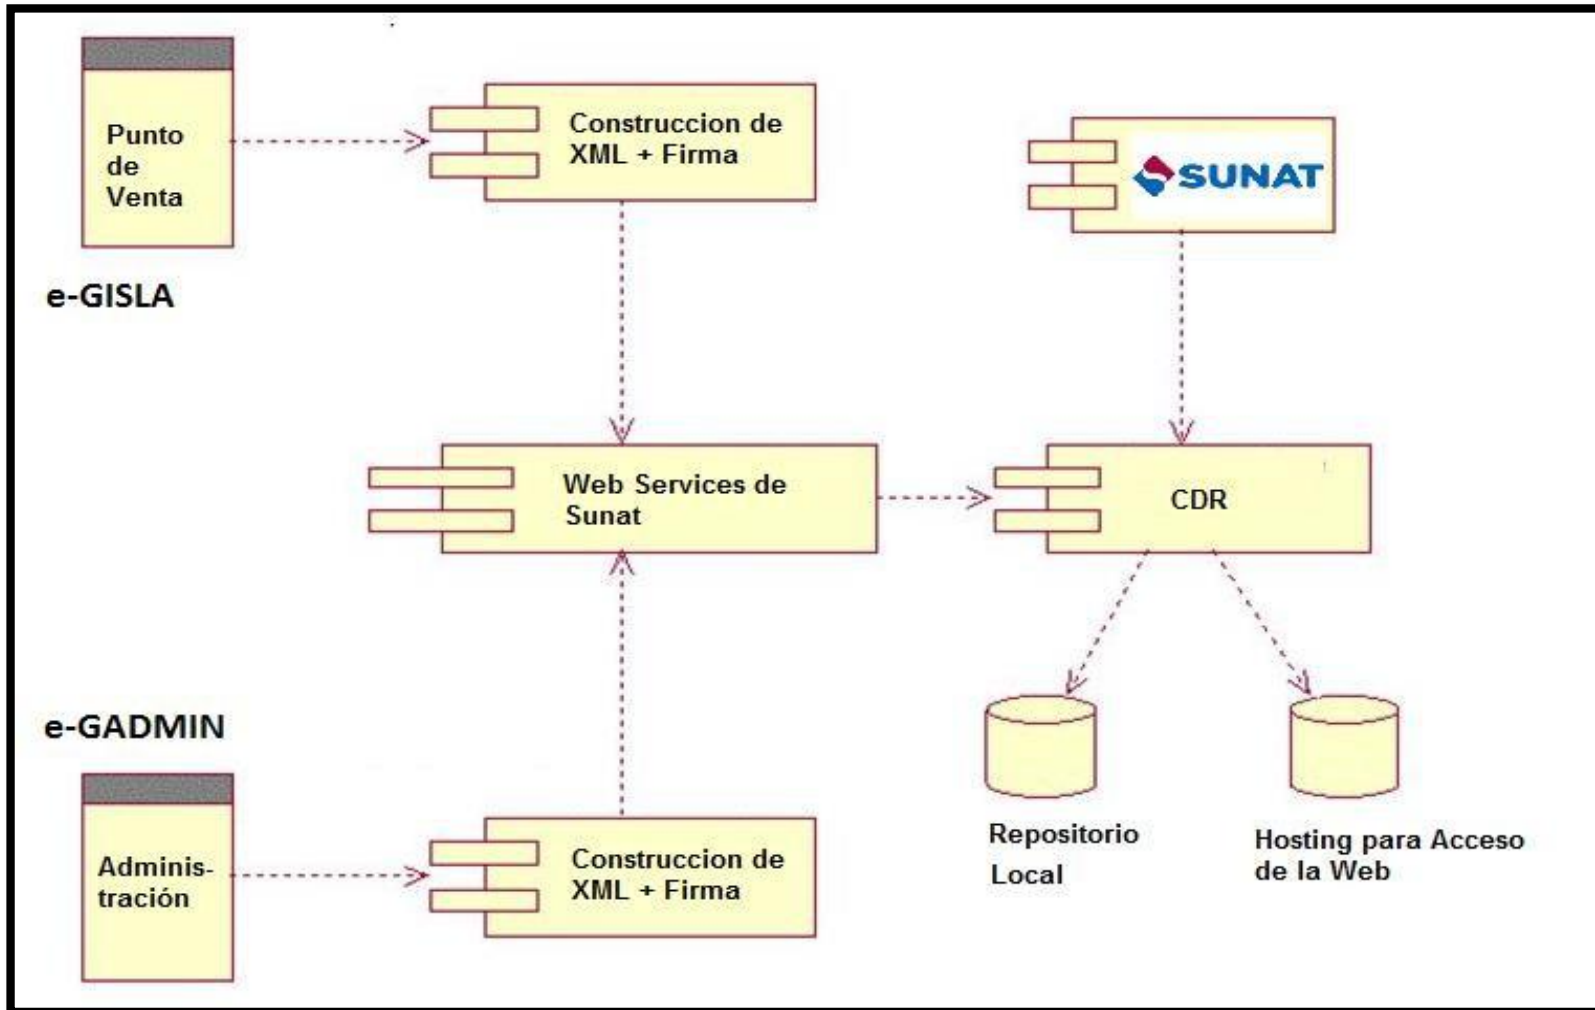 Punto
de
Venta
e-GISLA
Construccion de
XML + Firma
SUNAT
Web Services de
Sunat
CDR
e-GADMIN
Adminis-
tración
Construccion de
XML + Firma
Repositorio
Local
Hosting para Acceso
de la Web